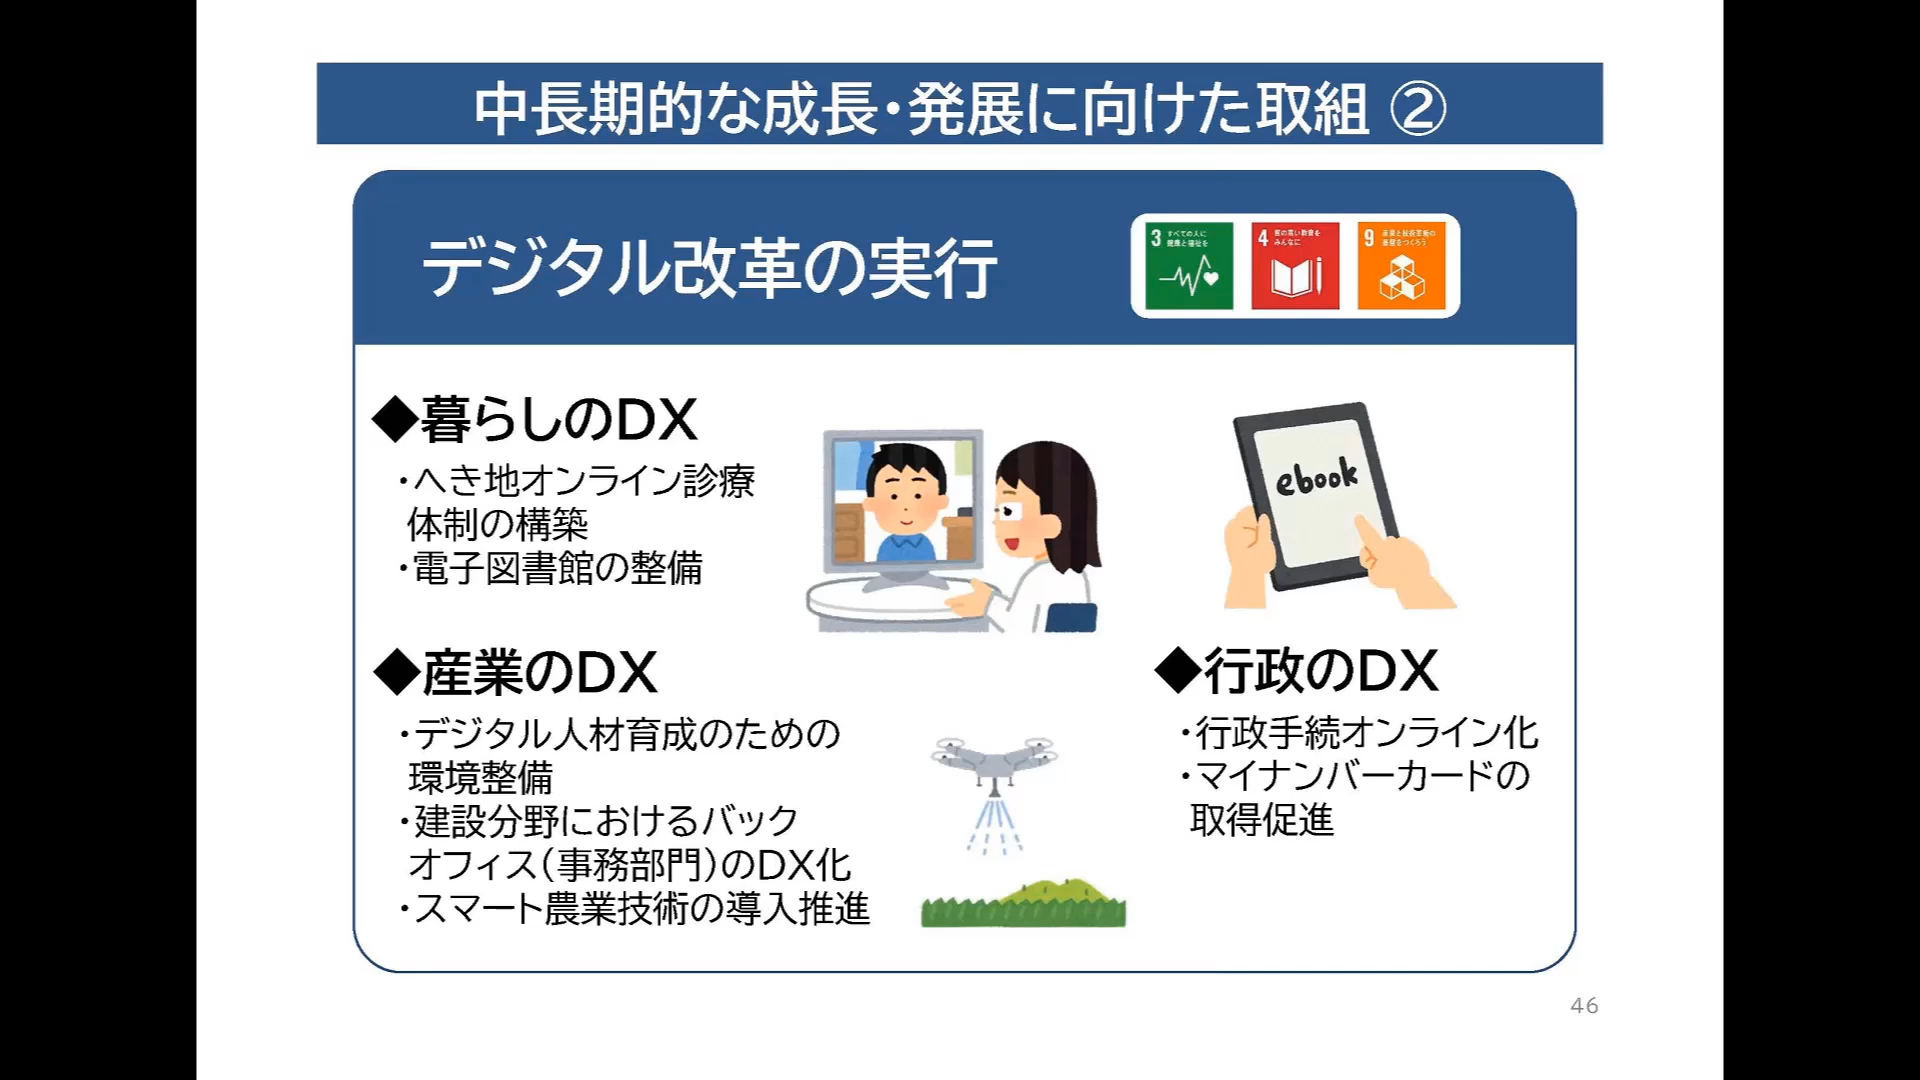 中長期的な成長・発展に向けた取組 ②
デジタル改革の実行
3 すべての人に
健康と福祉を
4 質の高い教育を
みんなに
9 産業と技術革新の
基盤をつくろう
◆暮らしのDX
・へき地オンライン診療
体制の構築
・電子図書館の整備
ebook
◆産業のDX
・デジタル人材育成のための
環境整備
・建設分野におけるバック
オフィス(事務部門)のDX化
・スマート農業技術の導入推進
◆行政のDX
・行政手続オンライン化
・マイナンバーカードの
取得促進
46